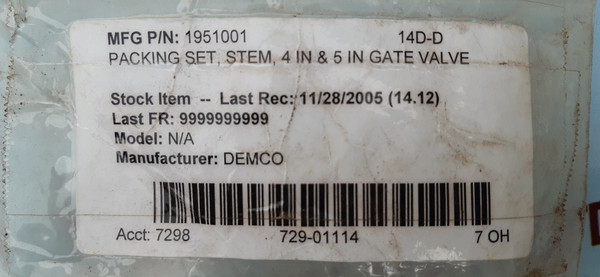 MFG P/N: 1951001 14D-D
PACKING SET, STEM, 4 IN & 5 IN GATE VALVE
Stock Item -- Last Rec: 11/28/2005 (14.12)
Last FR: 9999999999
Model: N/A
Manufacturer: DEMCO
Acct: 7298 729-01114 7 OH